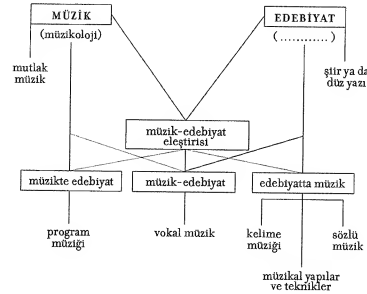 MÜZİK
EDEBİYAT
(müzikoloji)
(............)
mutlak
müzik
şiir ya da
düz yazı
müzik-edebiyat
eleştirisi
müzikte edebiyat
müzik-edebiyat
edebiyatta müzik
program
müziği
vokal müzik
kelime
müziği
sözlü
müzik
müzikal yapılar
ve teknikler